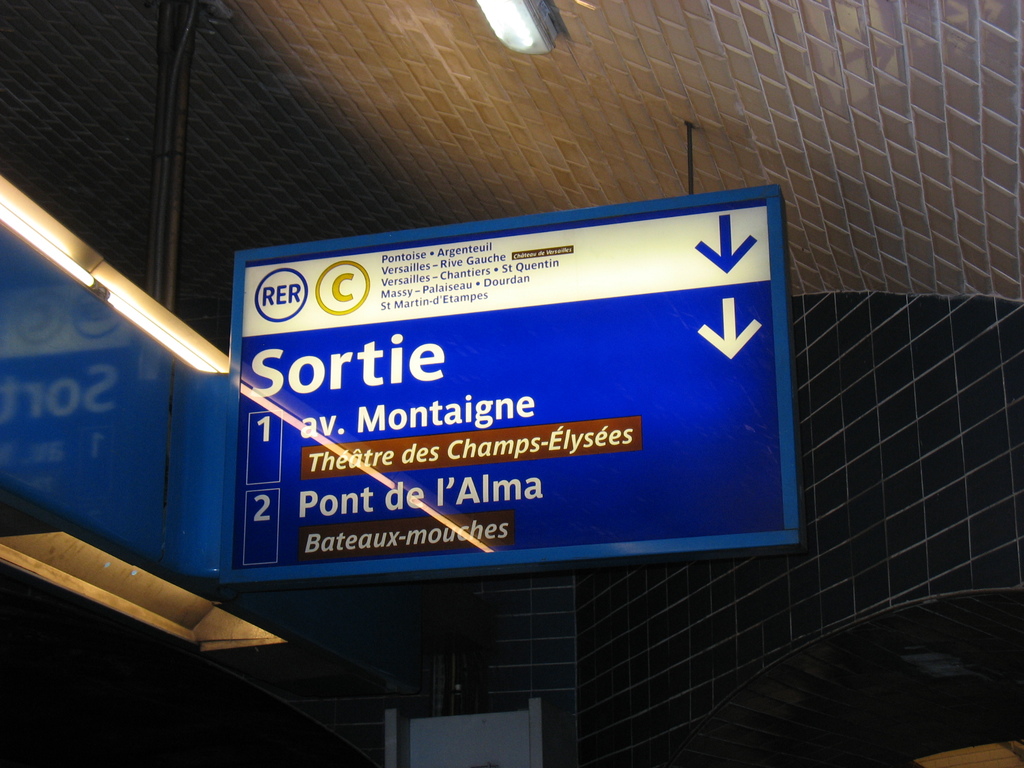 RER C
Pontoise • Argenteuil
Versailles – Rive Gauche Château de Versailles
Versailles – Chantiers • St Quentin
Massy – Palaiseau • Dourdan
St Martin-d'Etampes
Sortie
1 av. Montaigne
Théâtre des Champs-Élysées
2 Pont de l'Alma
Bateaux-mouches